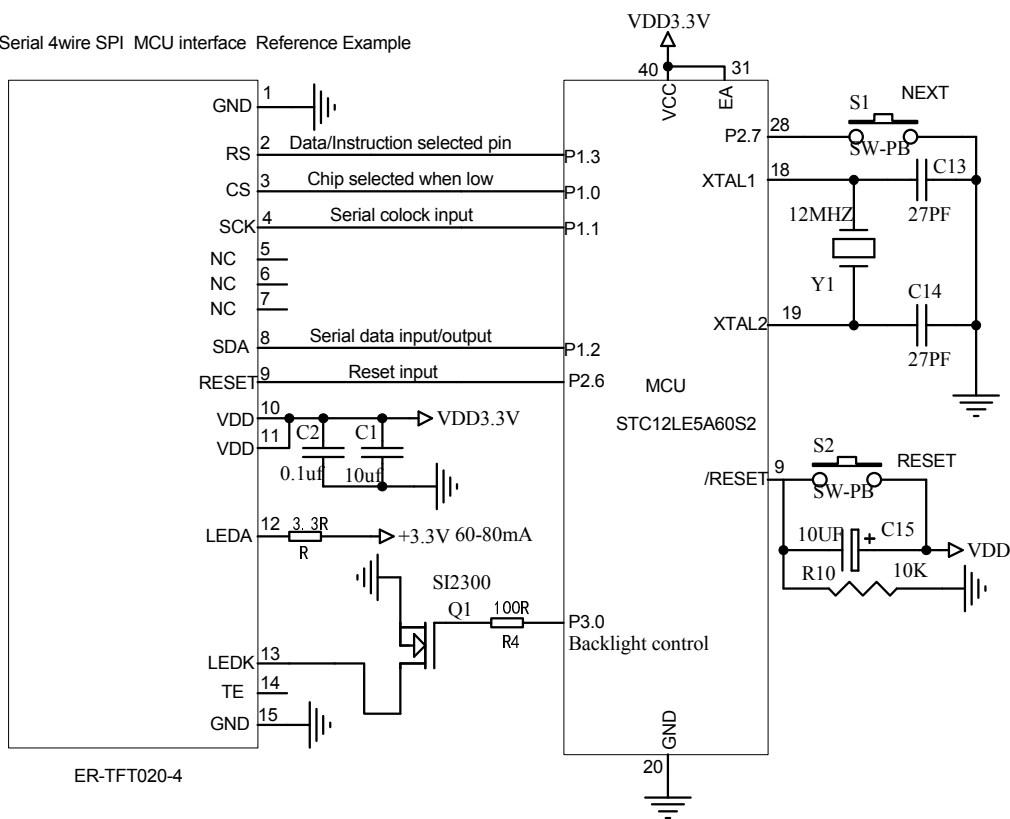 VDD3.3V
Serial 4wire SPI MCU interface Reference Example
40
31
VCC
EA
GND
1
RS
2
Data/Instruction selected pin
P1.3
CS
3
Chip selected when low
P1.0
SCK
4
Serial colock input
P1.1
NC
5
NC
6
NC
7
SDA
8
Serial data input/output
P1.2
RESET
9
Reset input
P2.6
VDD
10
VDD
11
C2
C1
VDD3.3V
0.1uf
10uf
LEDA
12
3.3R
R
+3.3V 60-80mA
SI2300
Q1
100R
R4
P3.0
Backlight control
LEDK
13
TE
14
GND
15
ER-TFT020-4
MCU
STC12LE5A60S2
GND
20
P2.7
28
S1
NEXT
SW-PB
XTAL1
18
C13
12MHZ
27PF
Y1
C14
XTAL2
19
27PF
/RESET
9
S2
RESET
SW-PB
10UF
+
C15
VDD
R10
10K